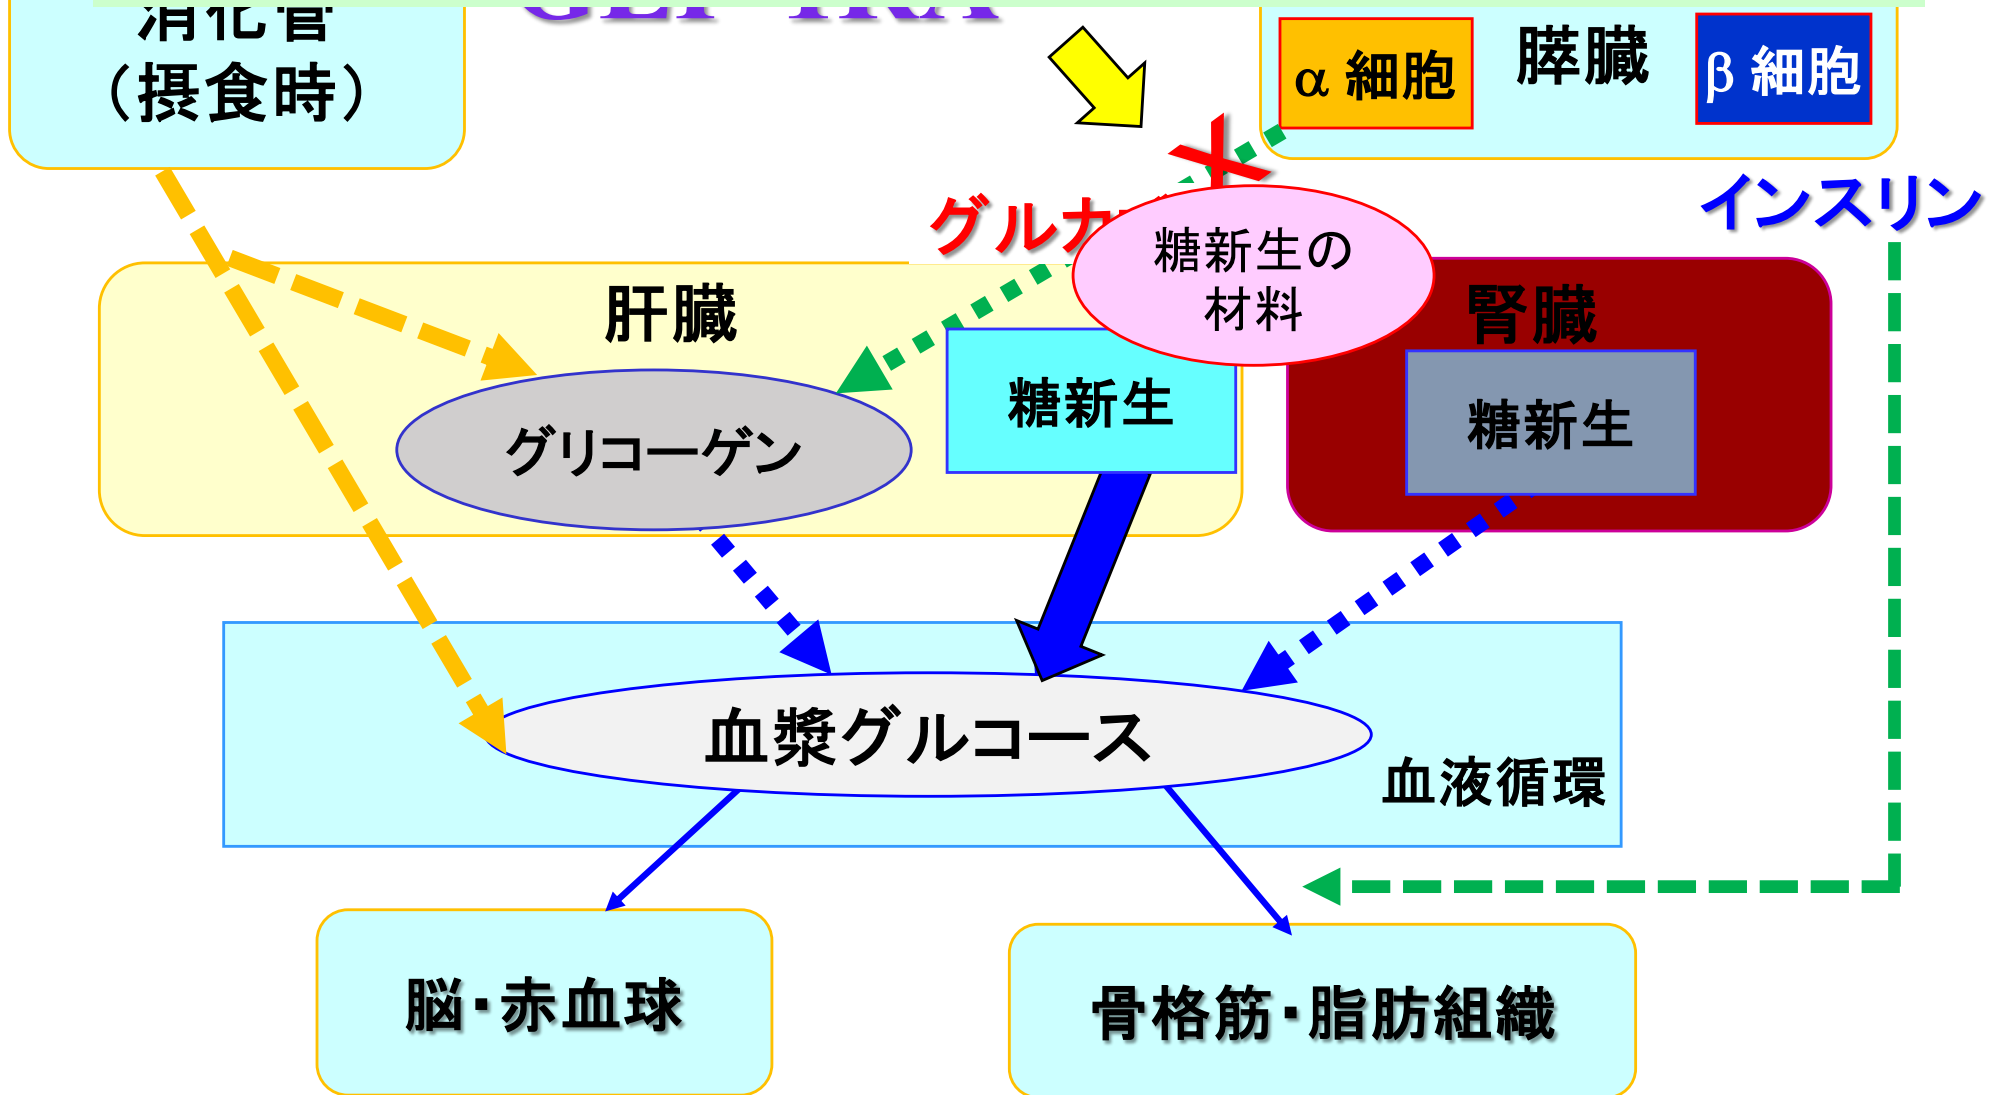 消化管
（摂食時）
α 細胞
膵臓
β 細胞
インスリン
糖新生の
材料
肝臓
腎臓
糖新生
糖新生
グリコーゲン
血漿グルコース
血液循環
脳・赤血球
骨格筋・脂肪組織